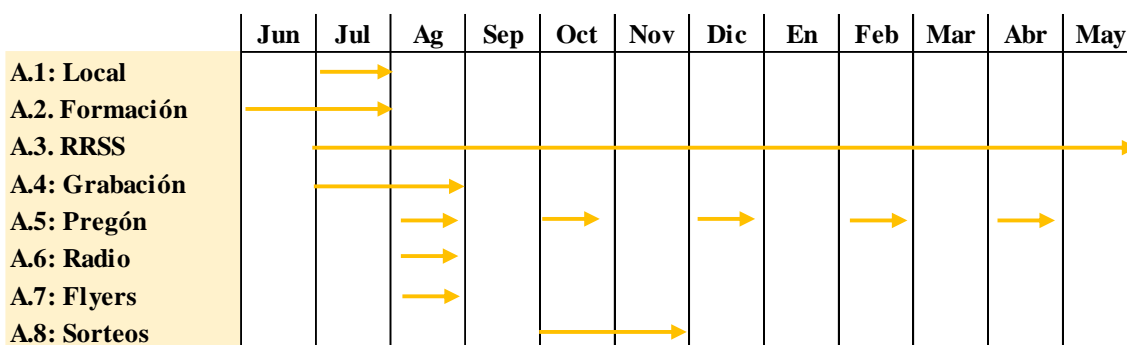 Jun Jul Ag Sep Oct Nov Dic En Feb Mar Abr May
A.1: Local
A.2. Formación
A.3. RRSS
A.4: Grabación
A.5: Pregón
A.6: Radio
A.7: Flyers
A.8: Sorteos